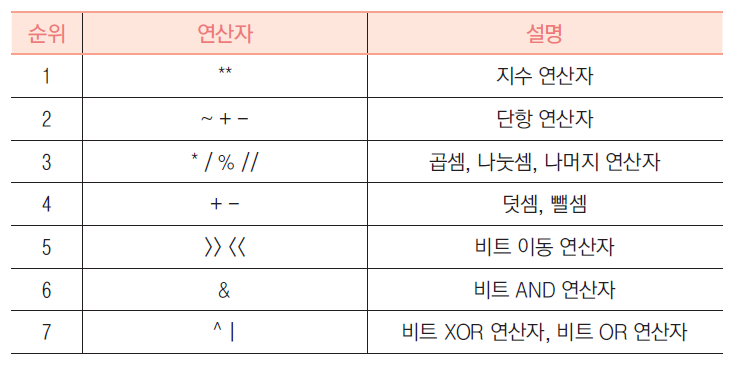 순위 연산자 설명
1 ** 지수 연산자
2 ~ + - 단항 연산자
3 * / % // 곱셈, 나눗셈, 나머지 연산자
4 + - 덧셈, 뺄셈
5 >> << 비트 이동 연산자
6 & 비트 AND 연산자
7 ^ | 비트 XOR 연산자, 비트 OR 연산자